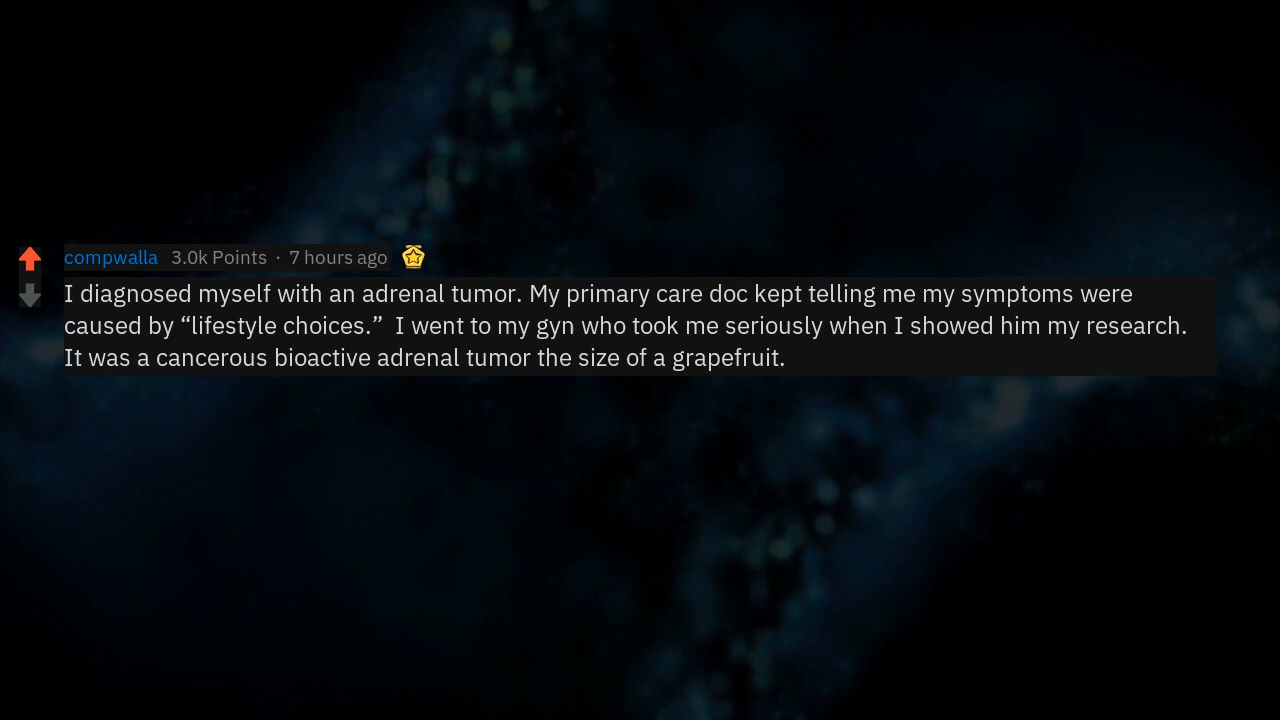 compwalla 3.0k Points · 7 hours ago
I diagnosed myself with an adrenal tumor. My primary care doc kept telling me my symptoms were
caused by “lifestyle choices.”  I went to my gyn who took me seriously when I showed him my research.
It was a cancerous bioactive adrenal tumor the size of a grapefruit.